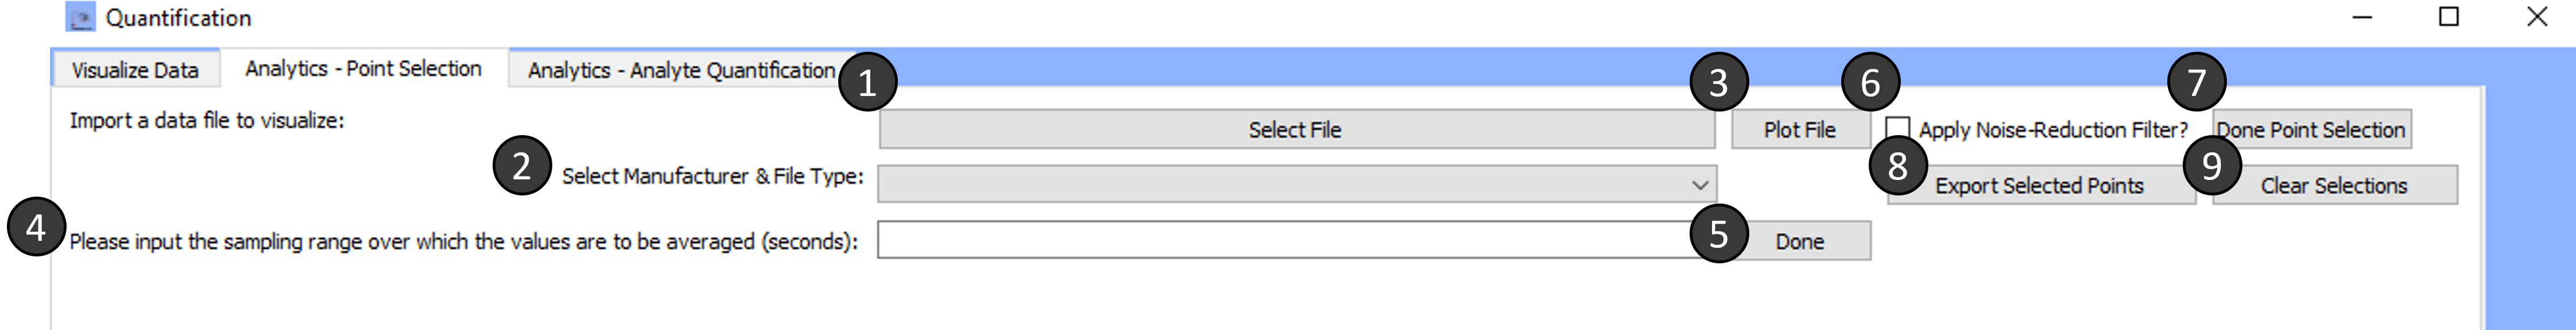 Quantification
Visualize Data
Analytics - Point Selection
Analytics - Analyte Quantification
1
3
6
7
Import a data file to visualize:
Select File
Plot File
Apply Noise-Reduction Filter?
Done Point Selection
2
Select Manufacturer & File Type:
8
Export Selected Points
9
Clear Selections
4
Please input the sampling range over which the values are to be averaged (seconds):
5
Done